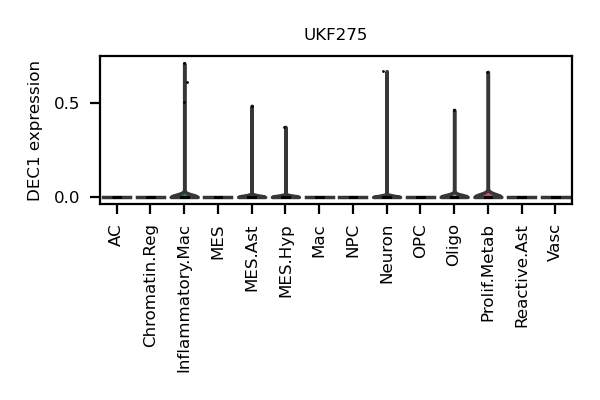 UKF275
DEC1 expression
0.5
0.0
AC
Chromatin.Reg
Inflammatory.Mac
MES
MES.Ast
MES.Hyp
Mac
NPC
Neuron
OPC
Oligo
Prolif.Metab
Reactive.Ast
Vasc